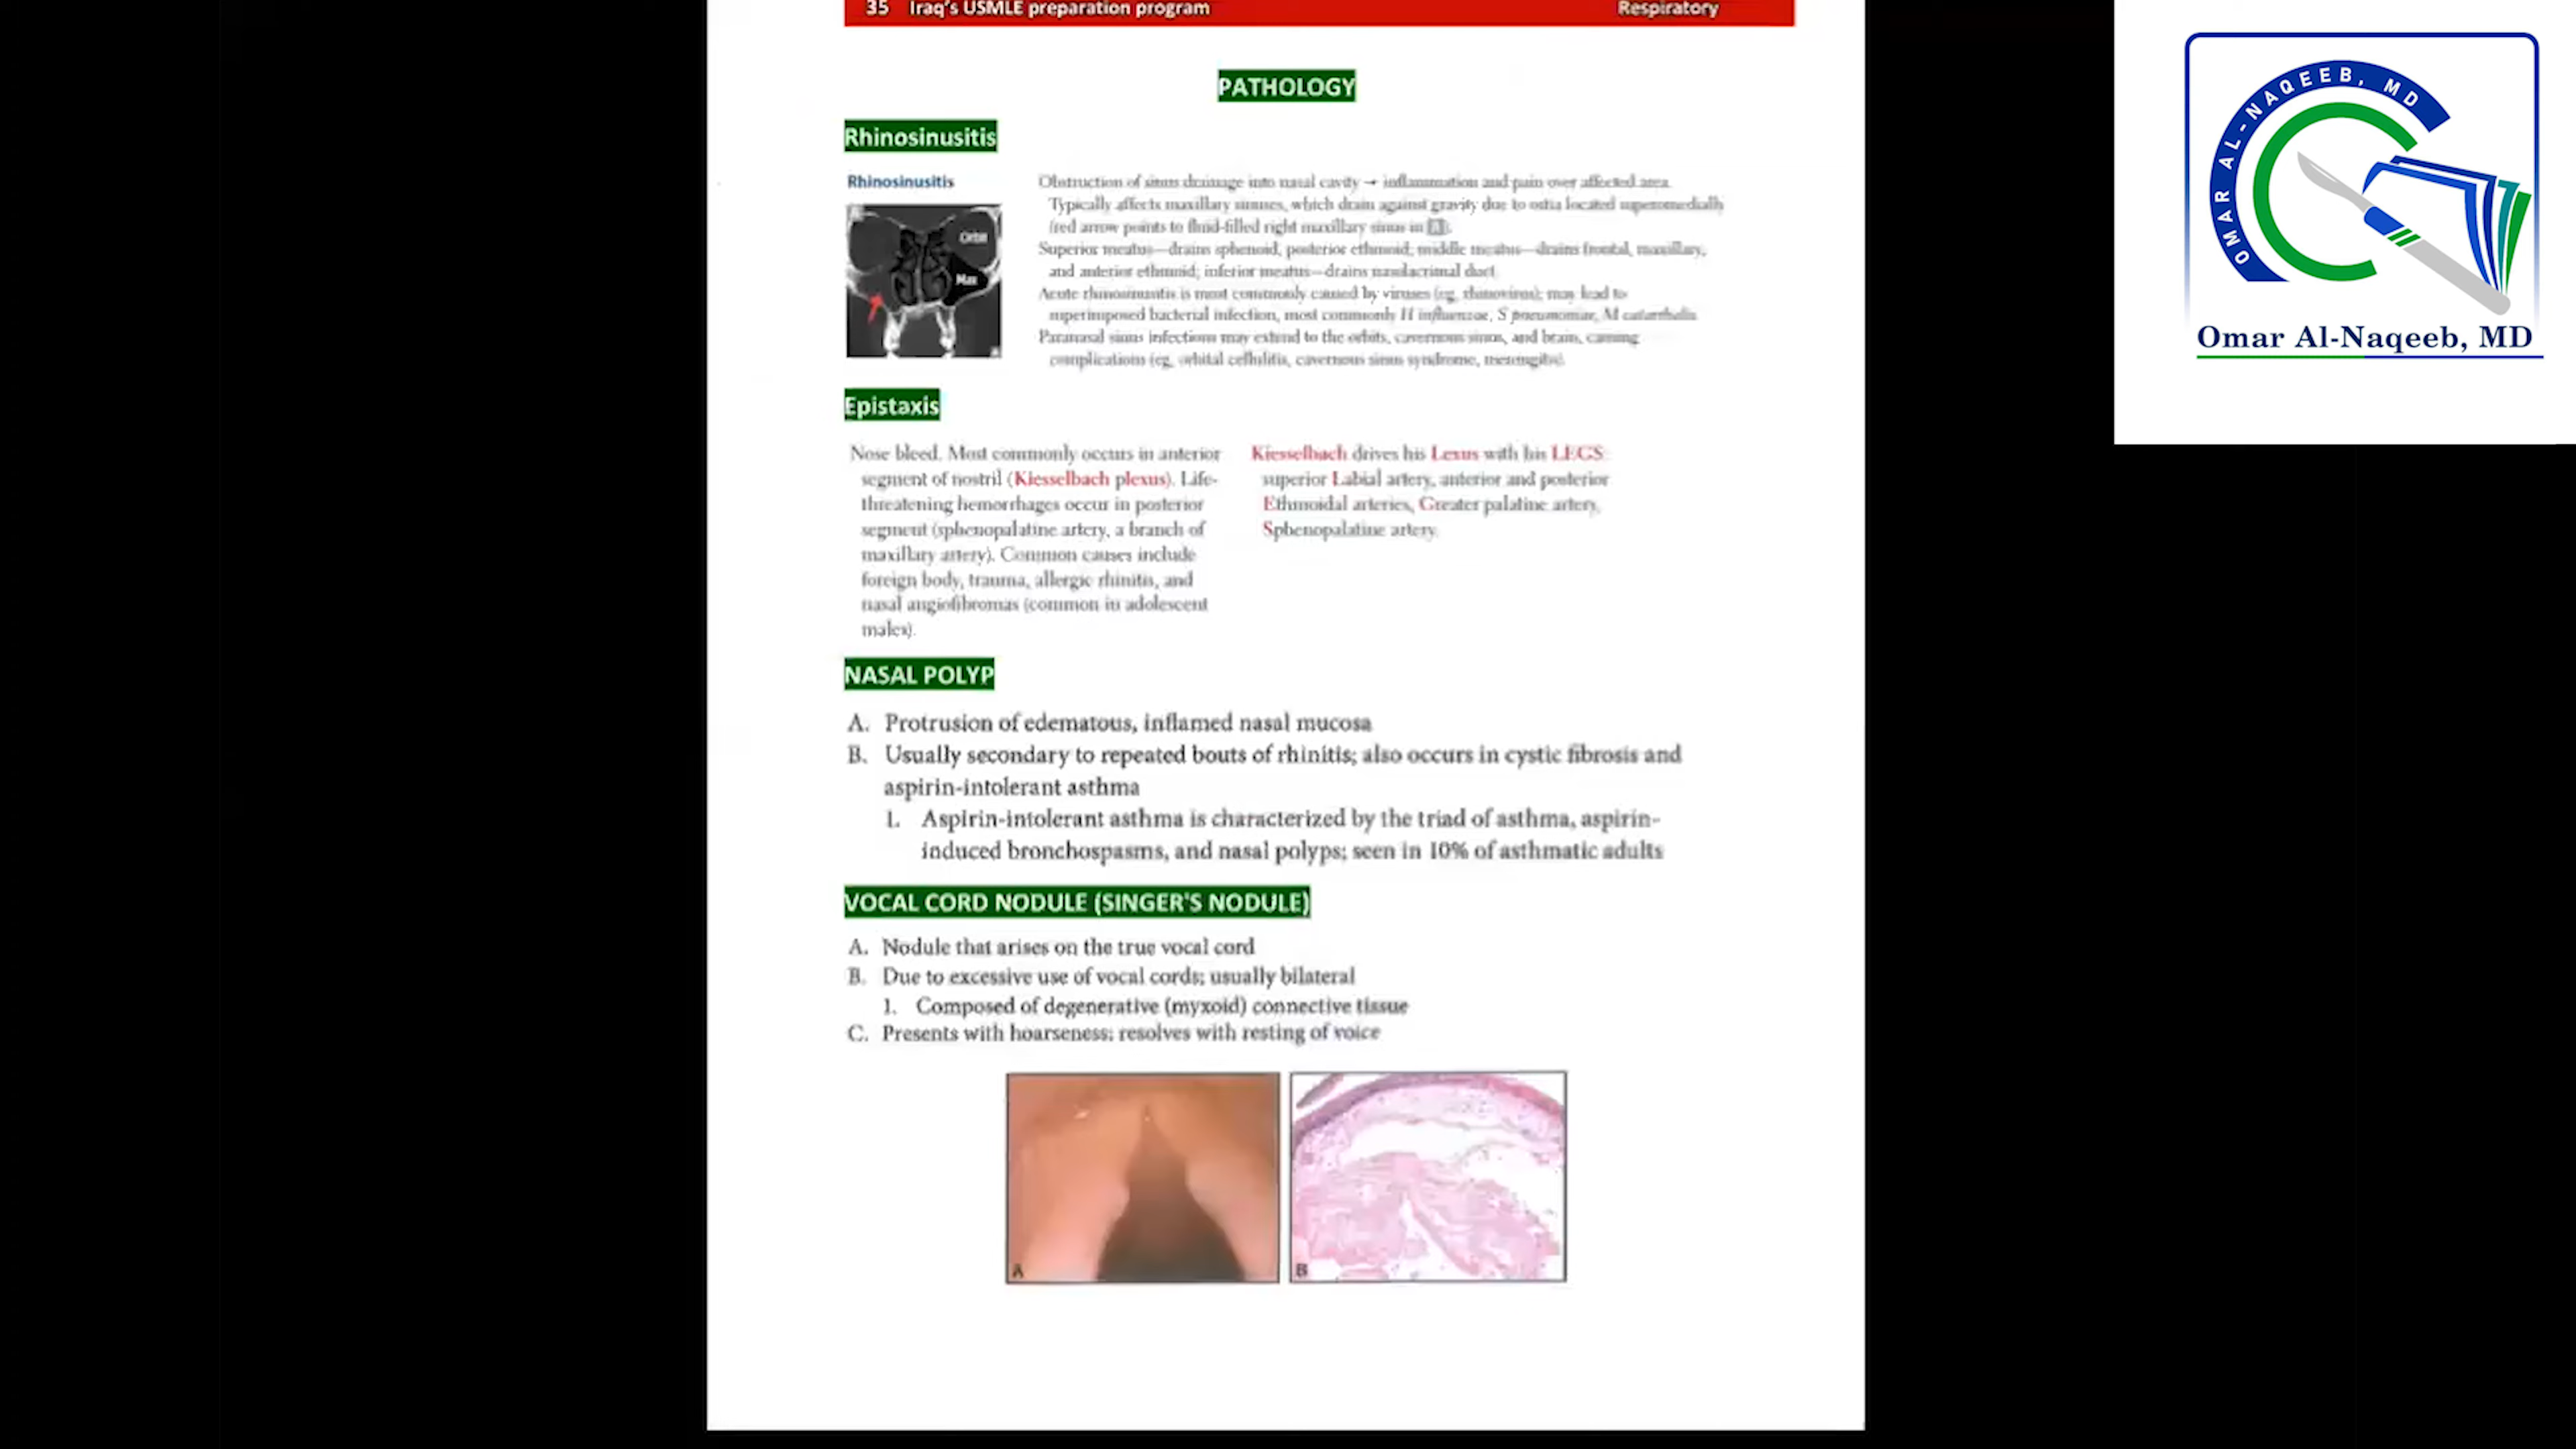 35 Iraq's USMLE preparation program Respiratory
PATHOLOGY
Rhinosinusitis
Rhinosinusitis
Obstruction of sinus drainage into nasal cavity → inflammation and pain over affected area.
Typically affects maxillary sinuses, which drain against gravity due to ostia located superomedially
(red arrow points to fluid-filled right maxillary sinus in A).
Superior meatus—drains sphenoid, posterior ethmoid; middle meatus—drains frontal, maxillary,
and anterior ethmoid; inferior meatus—drains nasolacrimal duct.
Acute rhinosinusitis is most commonly caused by viruses (eg, rhinovirus); may lead to
superimposed bacterial infection, most commonly H influenzae, S pneumoniae, M catarrhalis.
Paranasal sinus infections may extend to the orbits, cavernous sinus, and brain, causing
complications (eg, orbital cellulitis, cavernous sinus syndrome, meningitis).
Orbit
Max
Epistaxis
Nose bleed. Most commonly occurs in anterior
segment of nostril (Kiesselbach plexus). Life-
threatening hemorrhages occur in posterior
segment (sphenopalatine artery, a branch of
maxillary artery). Common causes include
foreign body, trauma, allergic rhinitis, and
nasal angiofibromas (common in adolescent
males).
Kiesselbach drives his Lexus with his LEGS:
superior Labial artery, anterior and posterior
Ethmoidal arteries, Greater palatine artery,
Sphenopalatine artery.
NASAL POLYP
A. Protrusion of edematous, inflamed nasal mucosa
B. Usually secondary to repeated bouts of rhinitis; also occurs in cystic fibrosis and
aspirin-intolerant asthma
1. Aspirin-intolerant asthma is characterized by the triad of asthma, aspirin-
induced bronchospasms, and nasal polyps; seen in 10% of asthmatic adults
VOCAL CORD NODULE (SINGER'S NODULE)
A. Nodule that arises on the true vocal cord
B. Due to excessive use of vocal cords; usually bilateral
1. Composed of degenerative (myxoid) connective tissue
C. Presents with hoarseness; resolves with resting of voice
A
B
OMAR AL-NAQEEB, MD
Omar Al-Naqeeb, MD